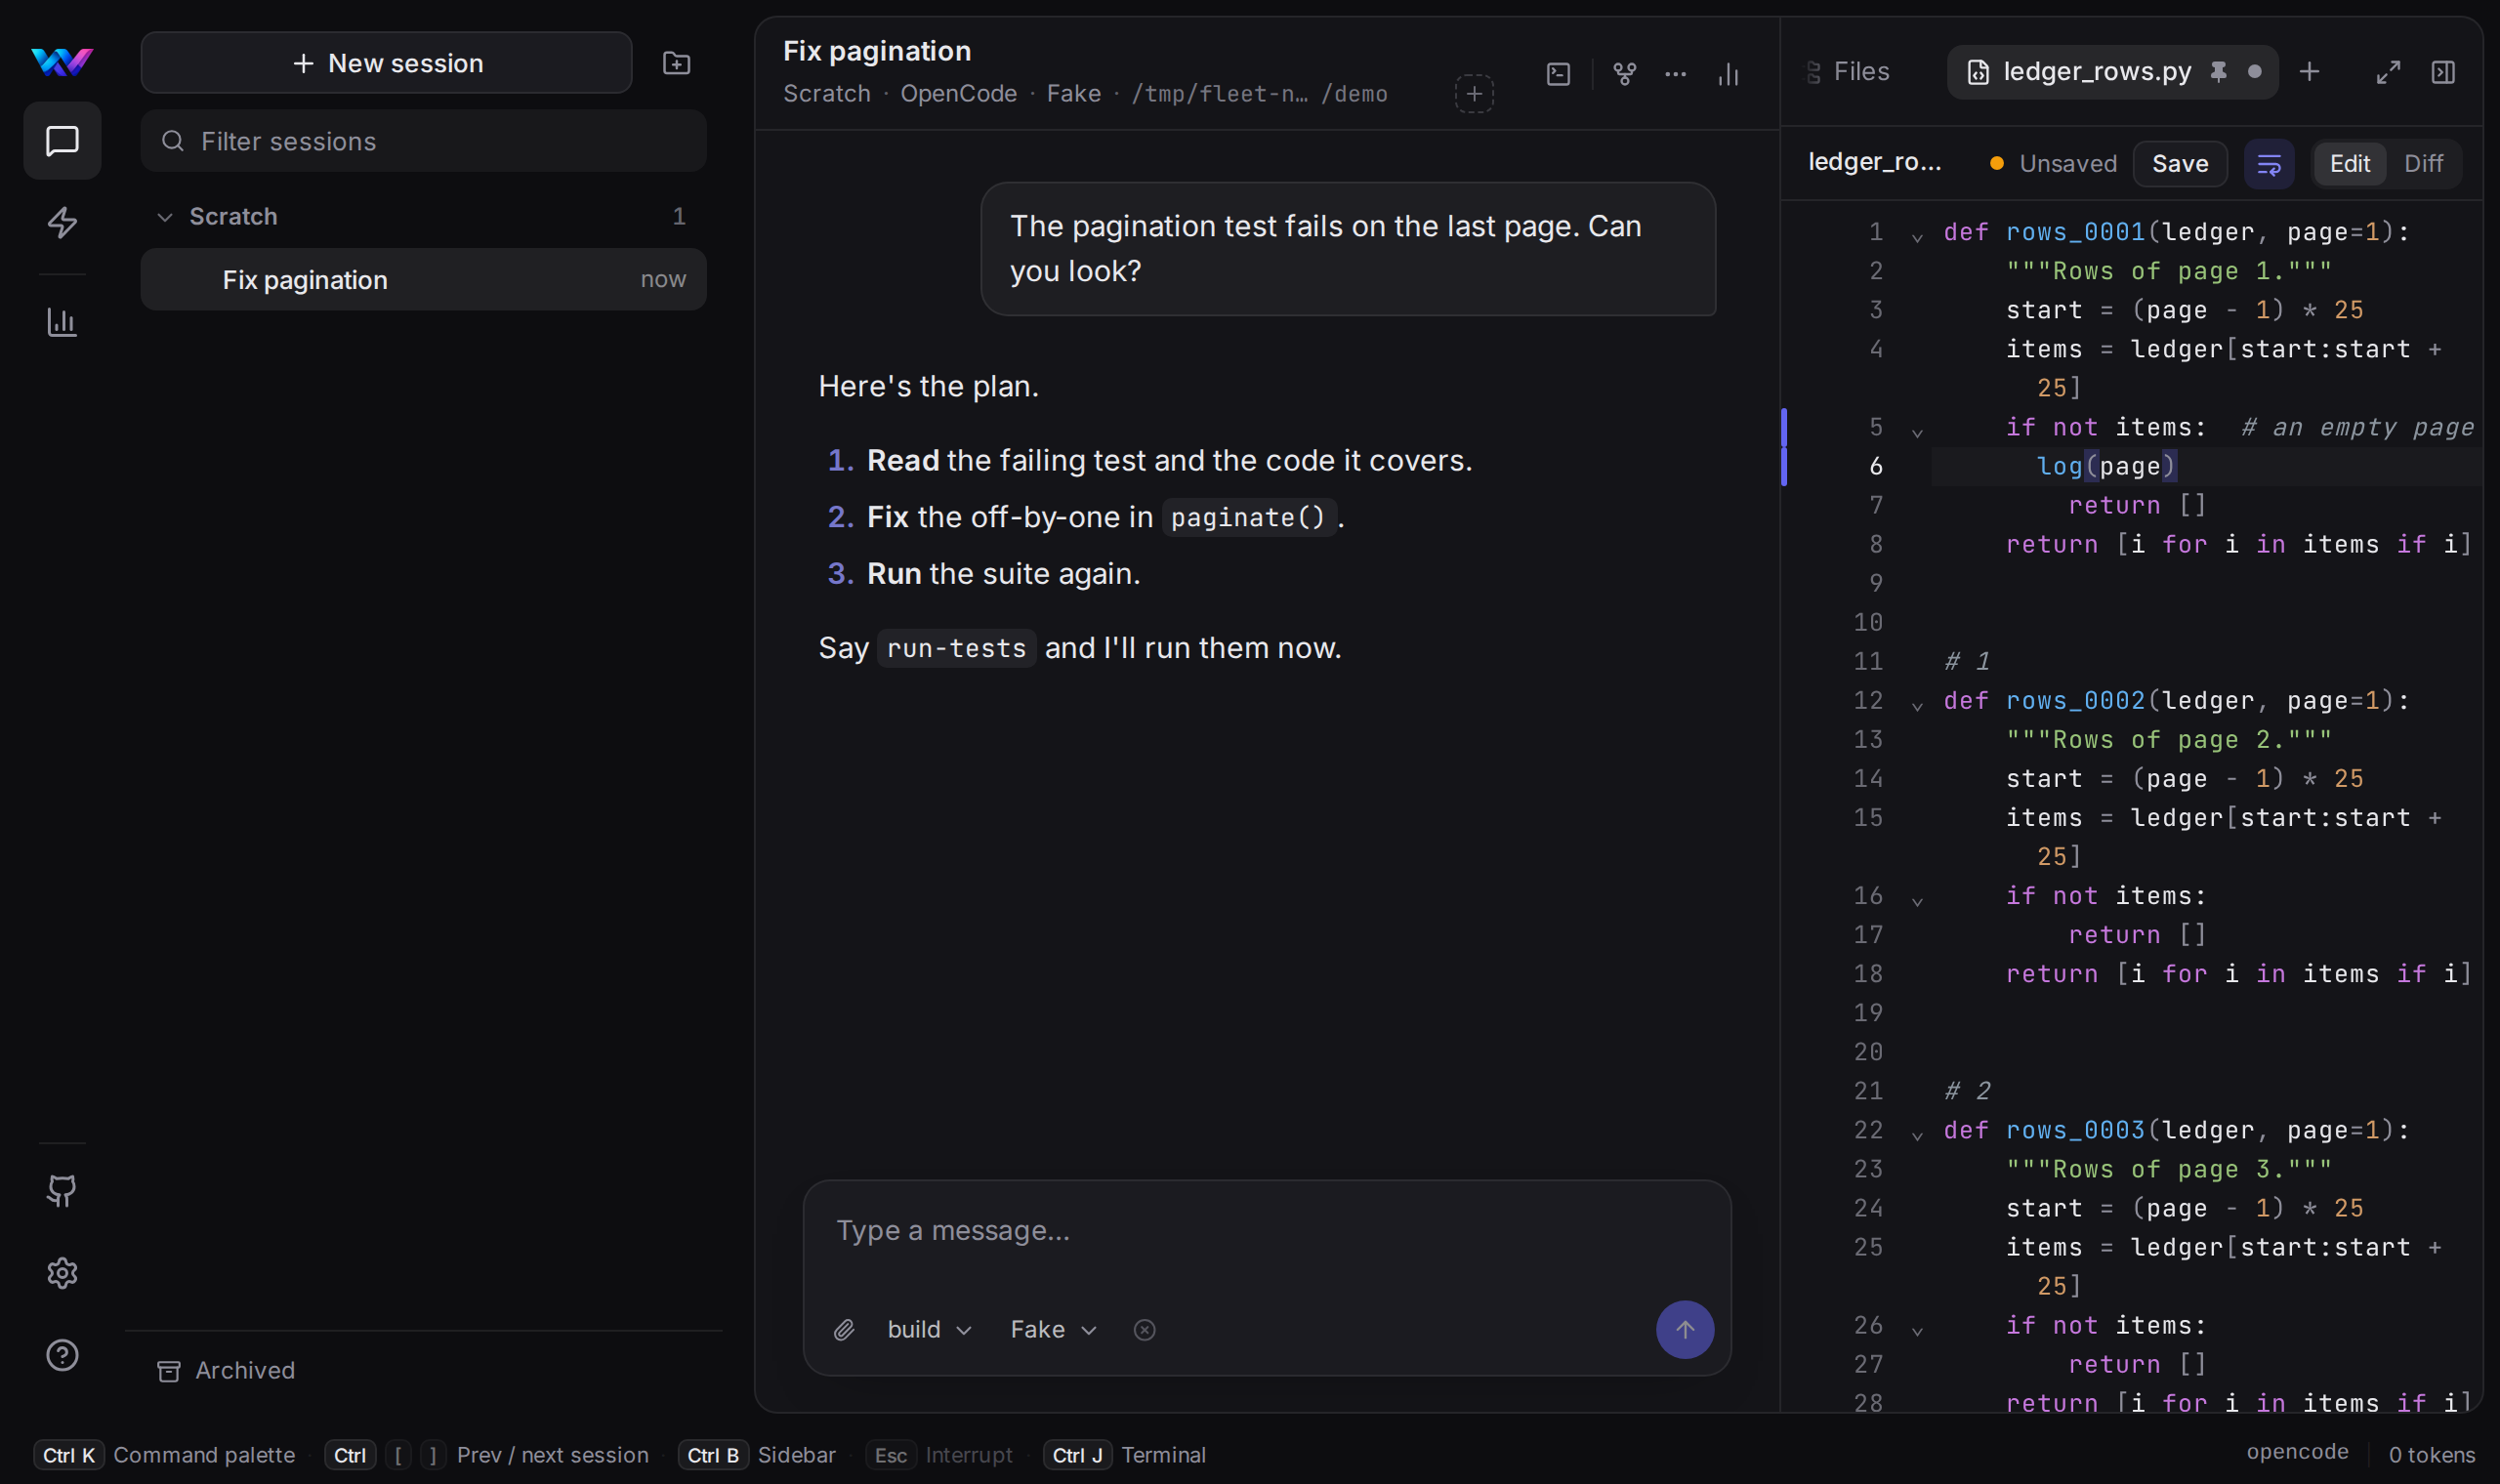 New session
Filter sessions
Scratch 1
Fix pagination now
Archived
Fix pagination
Scratch · OpenCode · Fake · /tmp/fleet-n… /demo
The pagination test fails on the last page. Can
you look?
Here's the plan.
1. Read the failing test and the code it covers.
2. Fix the off-by-one in paginate().
3. Run the suite again.
Say run-tests and I'll run them now.
Type a message...
build Fake
Files ledger_rows.py
ledger_ro... Unsaved Save Edit Diff
1 def rows_0001(ledger, page=1):
2 """Rows of page 1."""
3 start = (page - 1) * 25
4 items = ledger[start:start +
25]
5 if not items:  # an empty page
6 log(page)
7 return []
8 return [i for i in items if i]
9
10
11 # 1
12 def rows_0002(ledger, page=1):
13 """Rows of page 2."""
14 start = (page - 1) * 25
15 items = ledger[start:start +
25]
16 if not items:
17 return []
18 return [i for i in items if i]
19
20
21 # 2
22 def rows_0003(ledger, page=1):
23 """Rows of page 3."""
24 start = (page - 1) * 25
25 items = ledger[start:start +
25]
26 if not items:
27 return []
28 return [i for i in items if i]
Ctrl K Command palette · Ctrl [ ] Prev / next session · Ctrl B Sidebar · Esc Interrupt · Ctrl J Terminal
opencode 0 tokens